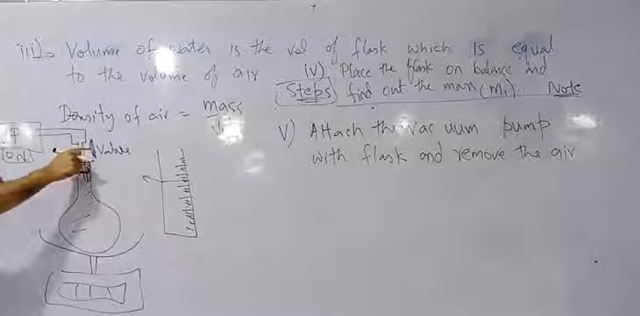 iii) Volume of water is the vol of flask which is equal
to the volume of air
iv) Place the flask on balance and
Steps find out the mass (m1). Note
Density of air = mass
V) Attach the vac uum pump
with flask and remove the air
P
ON
Valve